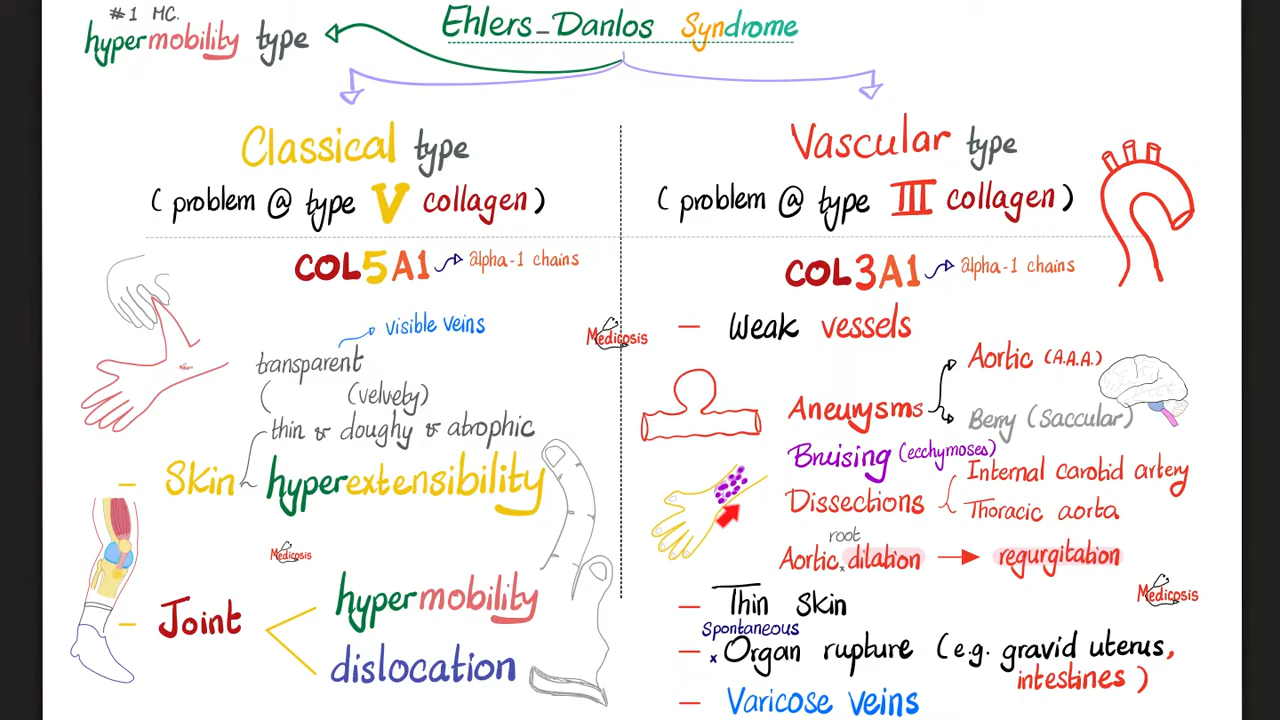 Ehlers-Danlos Syndrome
#1 MC.
hypermobility type
Classical type
(problem @ type V collagen)
COL5A1 alpha-1 chains
visible veins
transparent
(velvety)
thin & doughy & atrophic
- Skin hyperextensibility
Medicosis
- Joint
hypermobility
dislocation
Medicosis
Vascular type
(problem @ type III collagen)
COL3A1 alpha-1 chains
- Weak vessels
Aneurysms
Aortic (A.A.A.)
Berry (saccular)
Bruising (ecchymoses)
Dissections
Internal carotid artery
Thoracic aorta
root
Aortic dilation → regurgitation
Medicosis
- Thin skin
Spontaneous
- x Organ rupture (e.g. gravid uterus,
intestines)
- Varicose veins